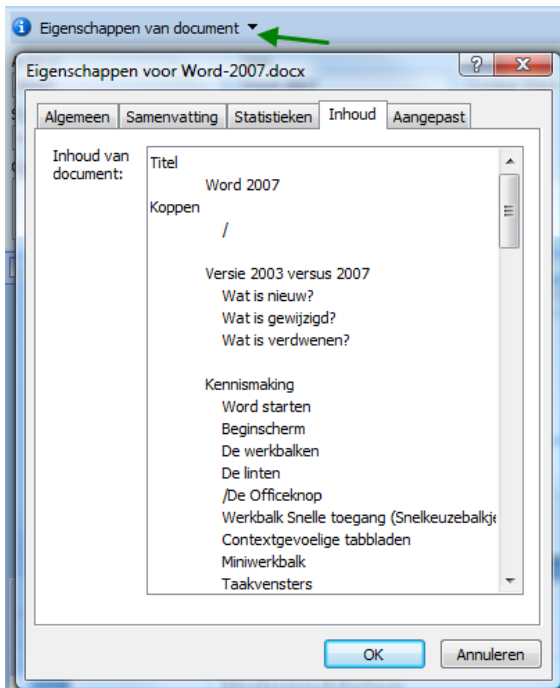 Eigenschappen van document
Eigenschappen voor Word-2007.docx
Algemeen Samenvatting Statistieken Inhoud Aangepast
Inhoud van document:
Titel
Word 2007
Koppen
/
Versie 2003 versus 2007
Wat is nieuw?
Wat is gewijzigd?
Wat is verdwenen?
Kennismaking
Word starten
Beginscherm
De werkbalken
De linten
/De Officeknop
Werkbalk Snelle toegang (Snelkeuzebalkje
Contextgevoelige tabbladen
Miniwerkbalk
Taakvensters
OK Annuleren